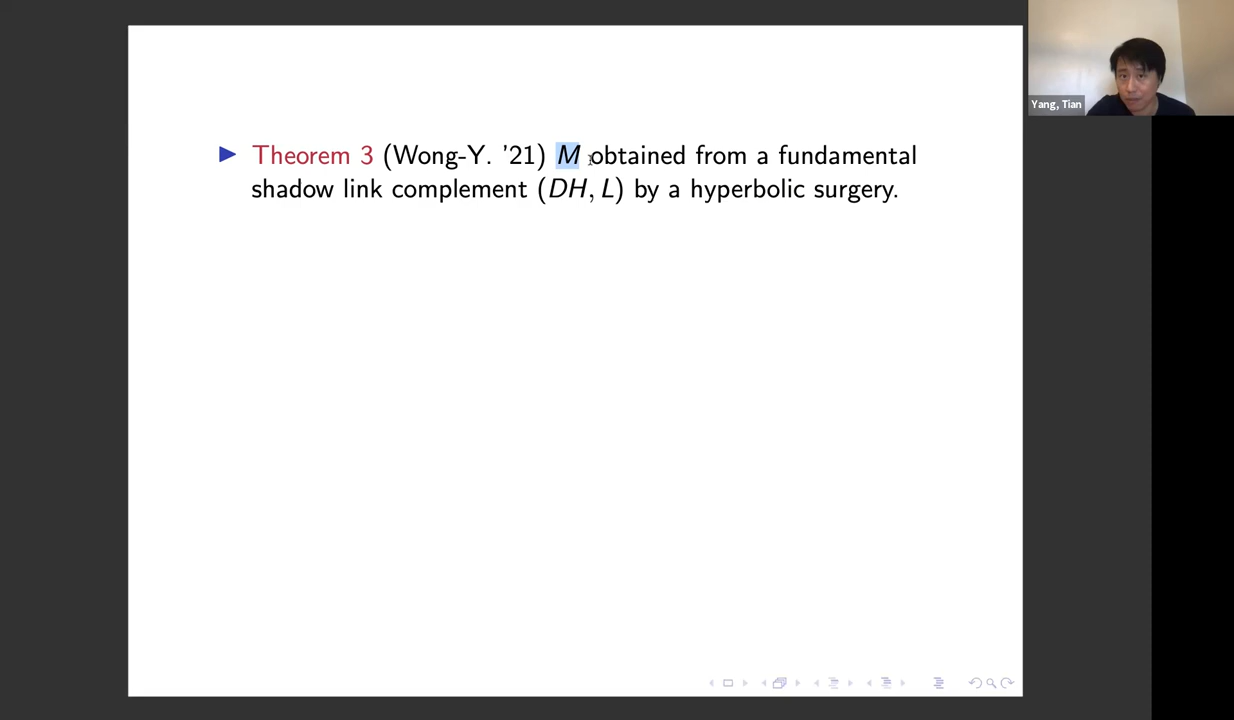 Theorem 3 (Wong-Y. '21) M obtained from a fundamental
shadow link complement (DH, L) by a hyperbolic surgery.
Yang, Tian